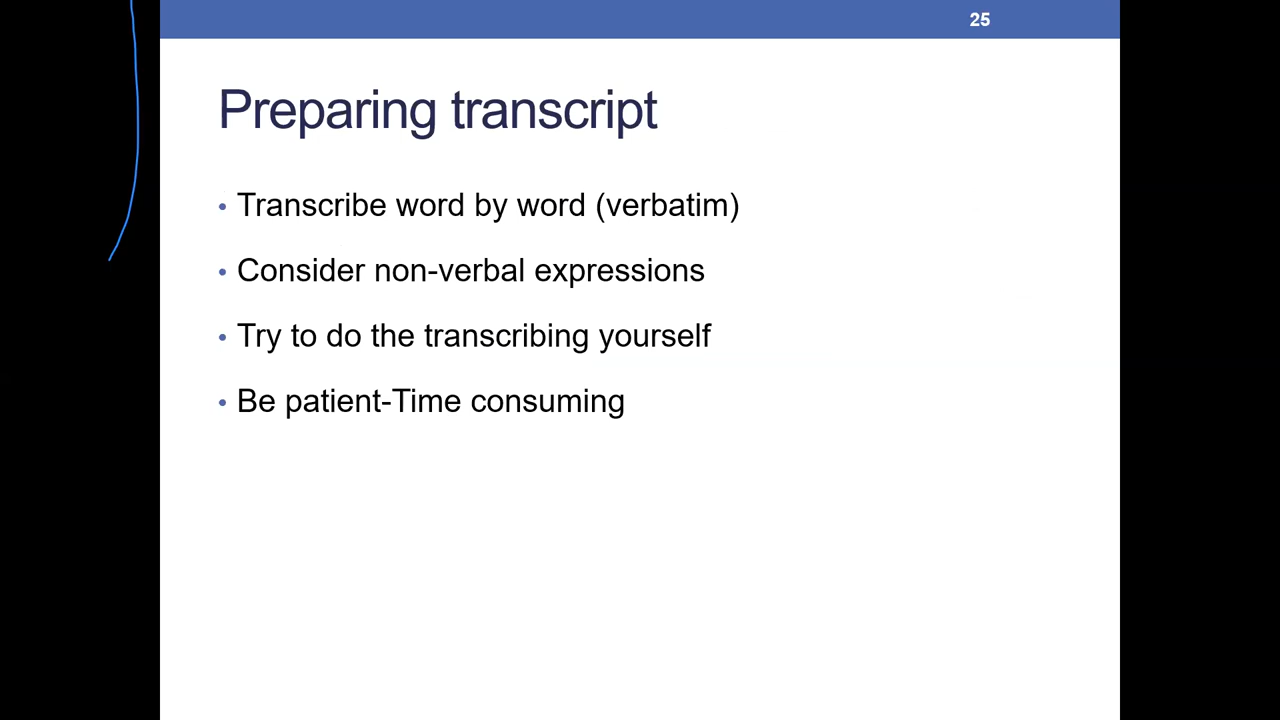 25
Preparing transcript
• Transcribe word by word (verbatim)
• Consider non-verbal expressions
• Try to do the transcribing yourself
• Be patient-Time consuming